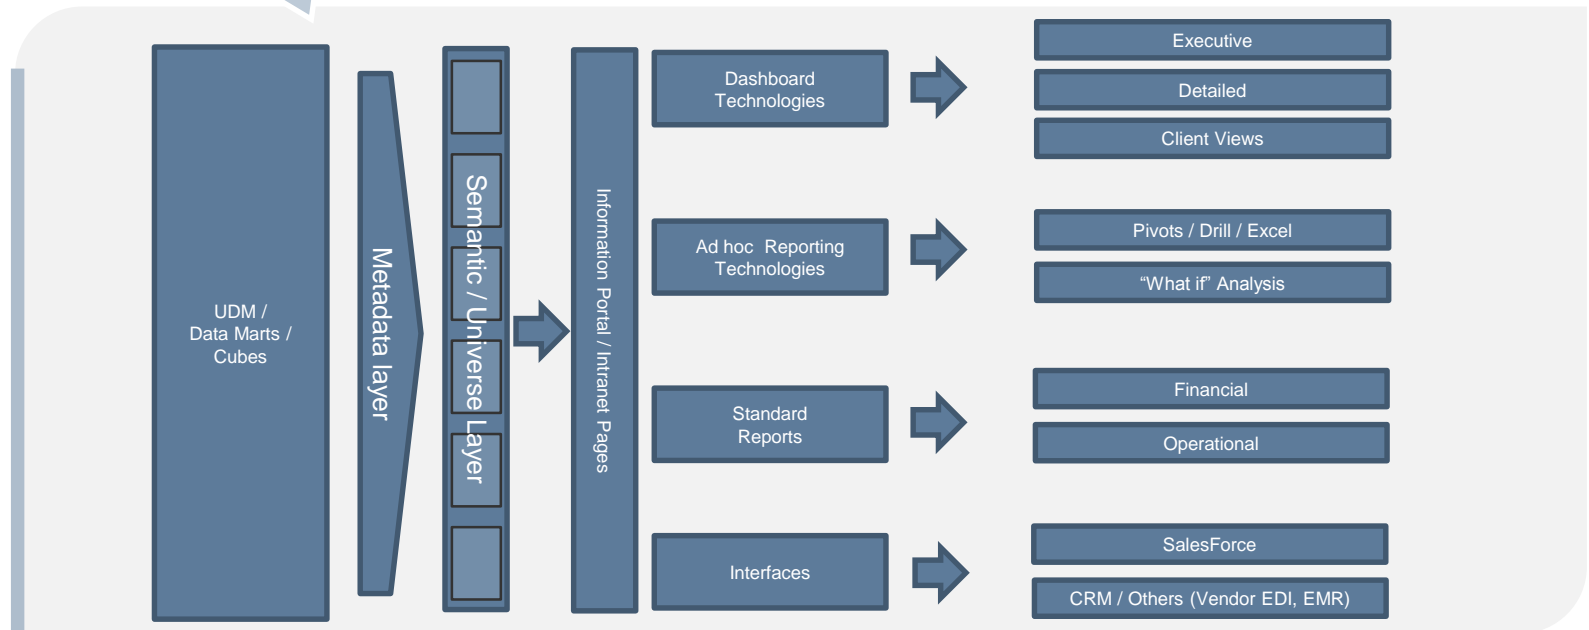 UDM /
Data Marts /
Cubes
Metadata layer
Semantic / Universe Layer
Information Portal / Intranet Pages
Dashboard
Technologies
Executive
Detailed
Client Views
Ad hoc  Reporting
Technologies
Pivots / Drill / Excel
“What if” Analysis
Standard
Reports
Financial
Operational
Interfaces
SalesForce
CRM / Others (Vendor EDI, EMR)